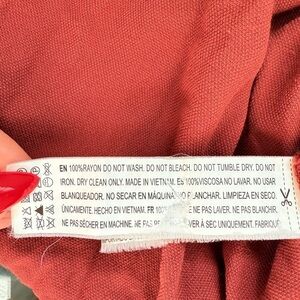 EN 100%RAYON DO NOT WASH. DO NOT BLEACH. DO NOT TUMBLE DRY. DO NOT
IRON. DRY CLEAN ONLY. MADE IN VIETNAM. Es 100%VISCOSA NO LAVAR. NO USAR
BLANQUEADOR. NO SECAR EN MÁQUINA. NO PLANCHAR. LIMPIEZA EN SECO.
ÚNICAMENTE. HECHO EN VIETNAM. FR 100% NE PAS LAVER. NE PAS BLANCHIR.
NE PAS SÉCHER EN MACHINE. NE PAS À SEC UNIQUEMENT. FABRIQUÉ